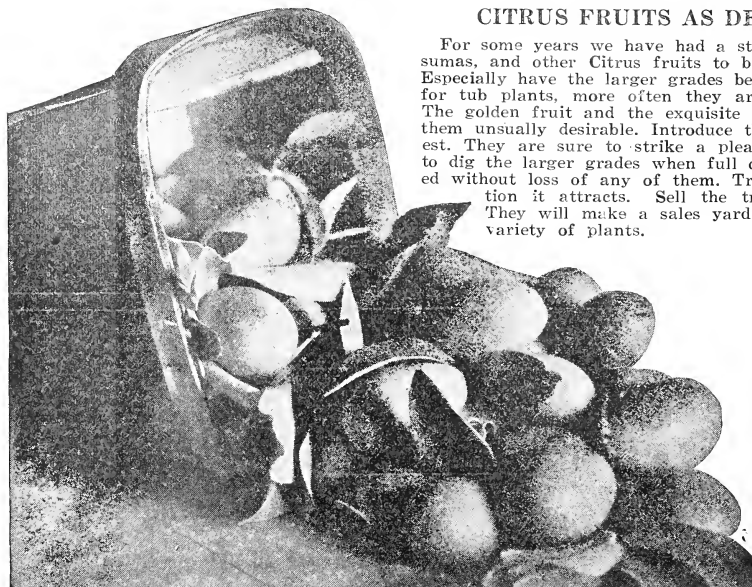 CITRUS FRUITS AS DE
For some years we have had a st
sumas, and other Citrus fruits to b
Especially have the larger grades be
for tub plants, more often they ar
The golden fruit and the exquisite
them unsually desirable. Introduce t
est. They are sure to strike a plea
to dig the larger grades when full o
ed without loss of any of them. Tr
tion it attracts. Sell the tr
They will make a sales yard
variety of plants.